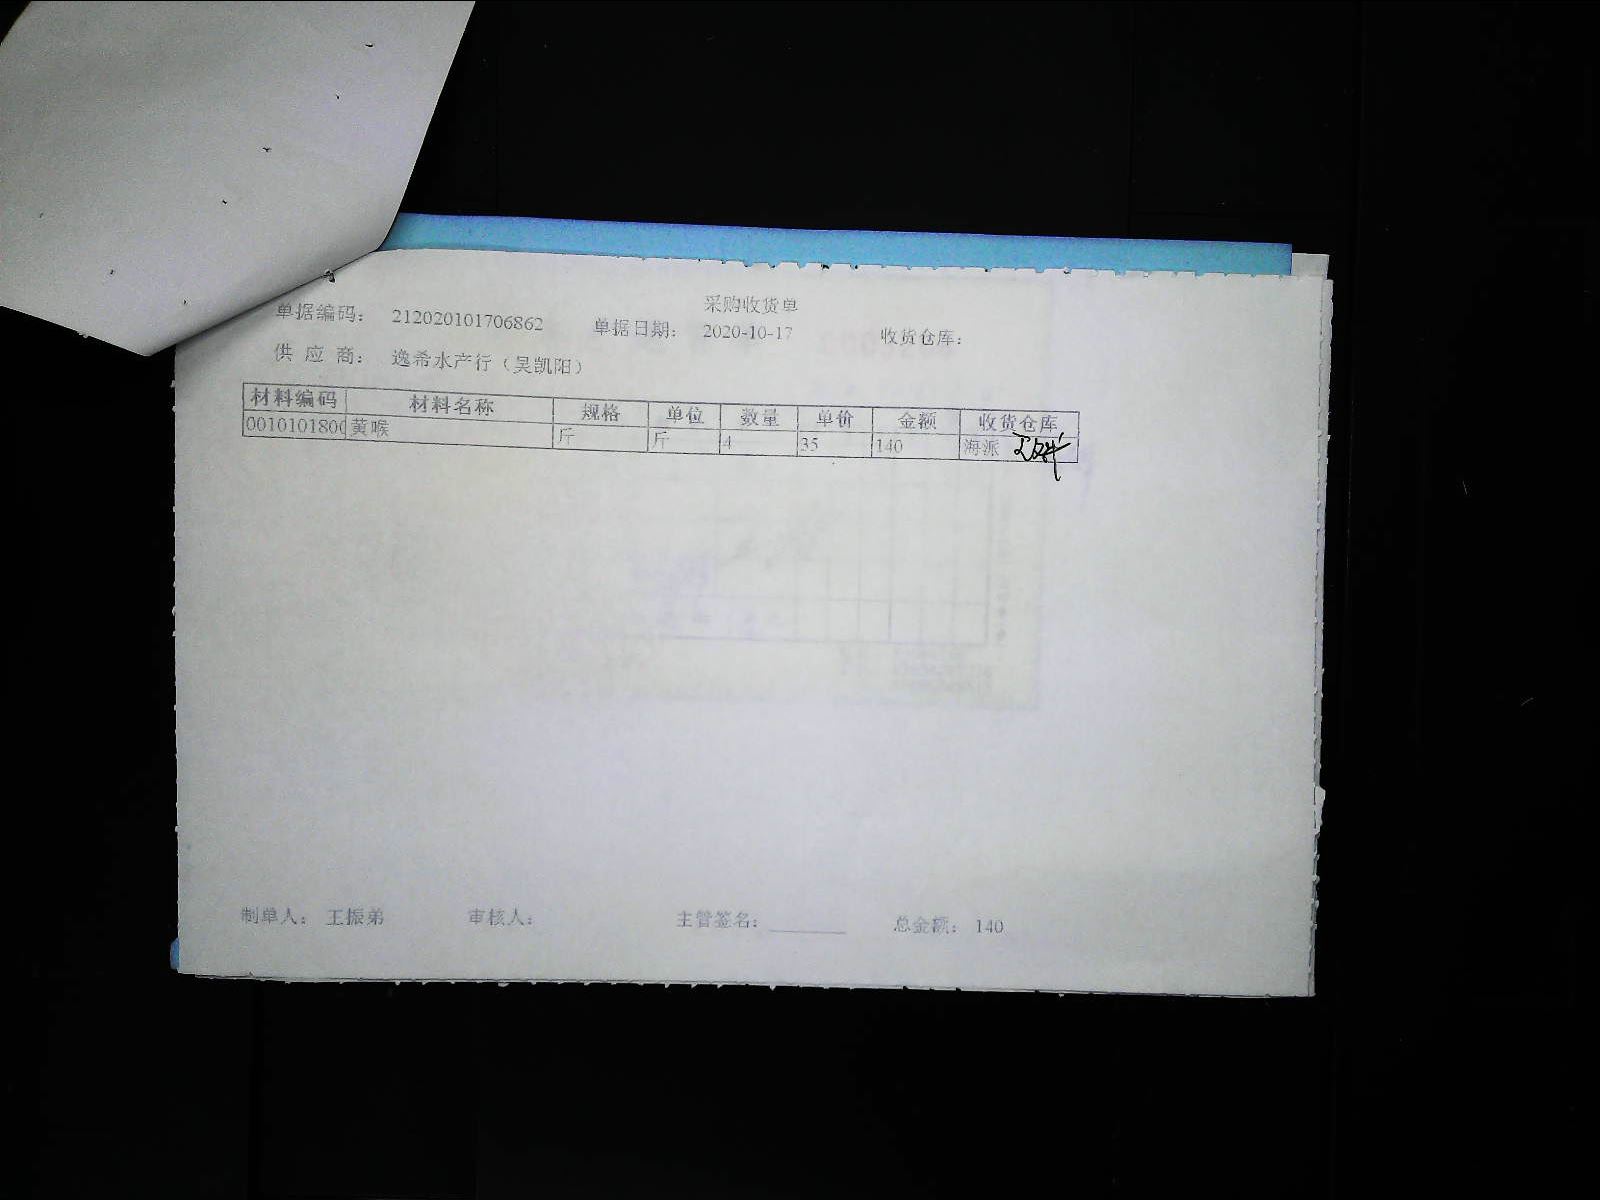 采购收货单
单据编码： 212020101706862 单据日期： 2020-10-17 收货仓库：
供 应 商： 逸希水产行（吴凯阳）
材料编码 材料名称 规格 单位 数量 单价 金额 收货仓库
001010180 黄喉 斤 斤 4 35 140 海派
制单人： 王振弟 审核人： 主管签名： 总金额： 140